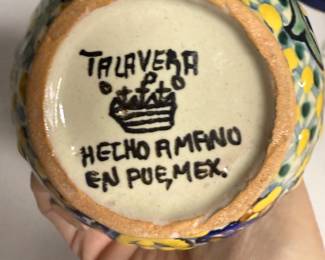 TALAVERA
HECHO A MANO
EN PUE, MEX.